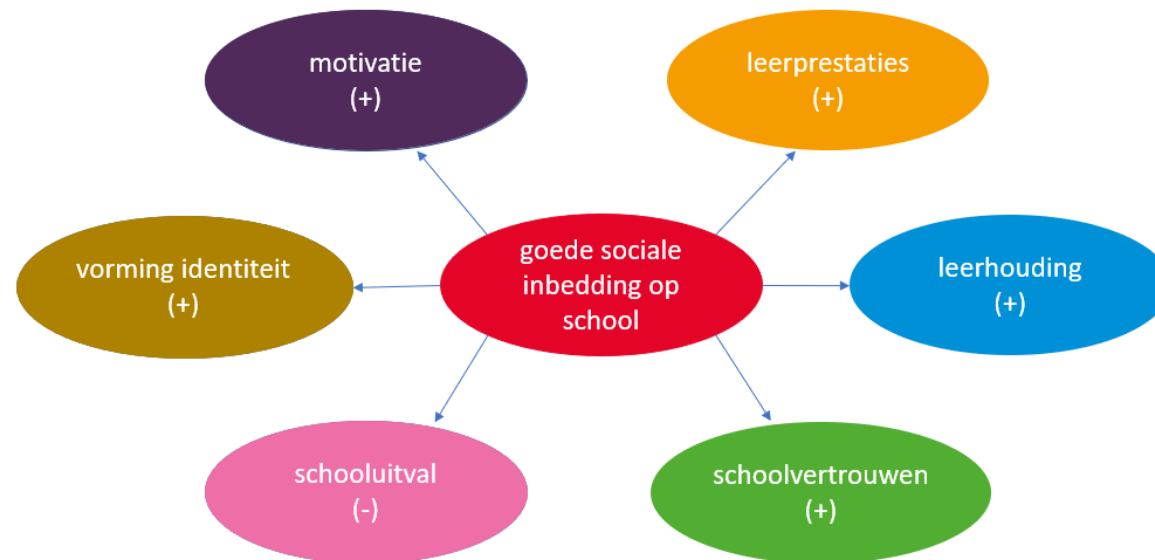 motivatie
(+)
leerprestaties
(+)
vorming identiteit
(+)
goede sociale
inbedding op
school
leerhouding
(+)
schooluitval
(-)
schoolvertrouwen
(+)